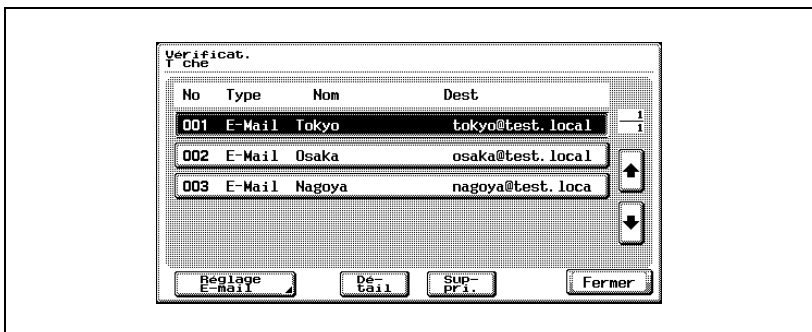 Vérificat.
T che
No Type Nom Dest
001 E-Mail Tokyo tokyo@test.local
1
1
002 E-Mail Osaka osaka@test.local
003 E-Mail Nagoya nagoya@test.loca
Réglage
E-mail
Dé-
tail
Sup-
pri.
Fermer